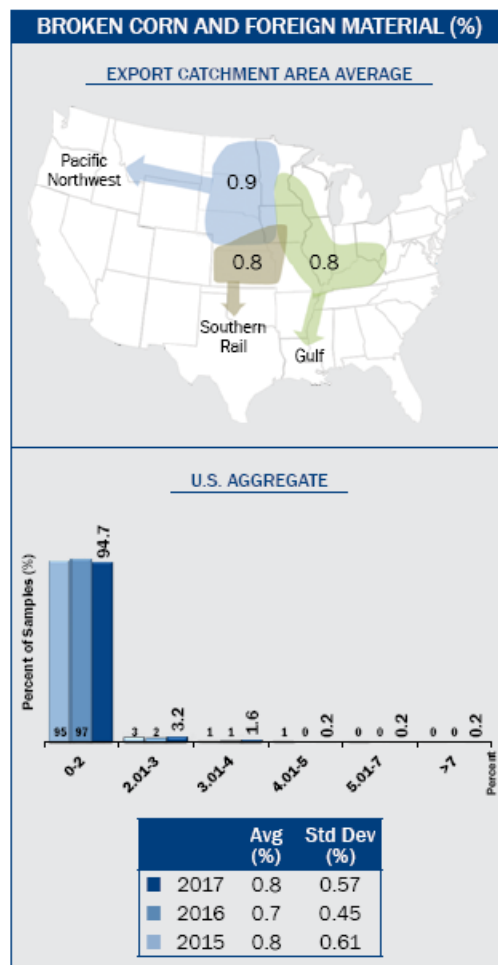 BROKEN CORN AND FOREIGN MATERIAL (%)
EXPORT CATCHMENT AREA AVERAGE
Pacific
Northwest
0.9
0.8
0.8
Southern
Rail
Gulf
U.S. AGGREGATE
Percent of Samples (%)
95 97 94.7
3 2 3.2
1 1 1.6
1 0 0.2
0 0 0.2
0 0 0.2
0-2 2.01-3 3.01-4 4.01-5 5.01-7 >7
Percent
Avg Std Dev
(%) (%)
2017 0.8 0.57
2016 0.7 0.45
2015 0.8 0.61